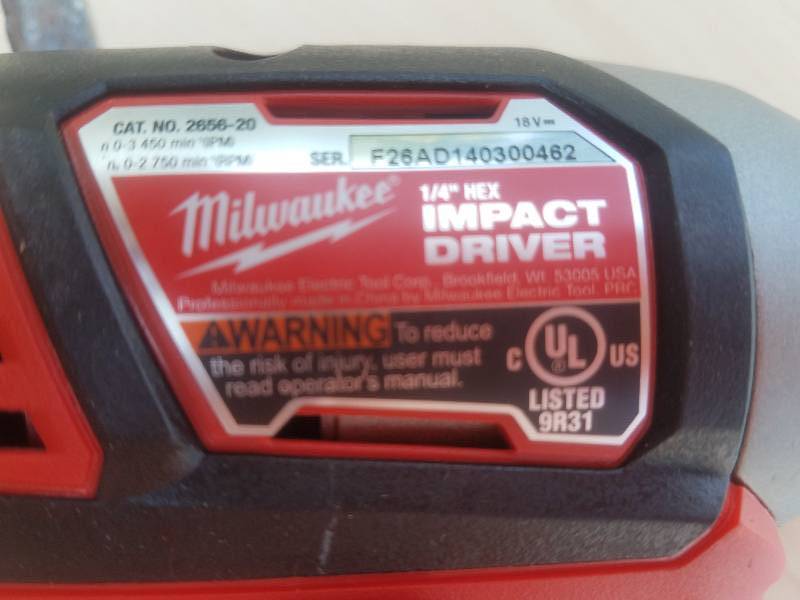 CAT. NO. 2656-20
18V⎓
n 0-3 450 min⁻¹(BPM)
n₀ 0-2 750 min⁻¹(RPM)
SER. F26AD140300462
Milwaukee®
1/4" HEX
IMPACT
DRIVER
Milwaukee Electric Tool Corp., Brookfield, WI 53005 USA
Professionally made in China by Milwaukee Electric Tool, PRC
WARNING To reduce
the risk of injury, user must
read operator's manual.
C UL ® US
LISTED
9R31